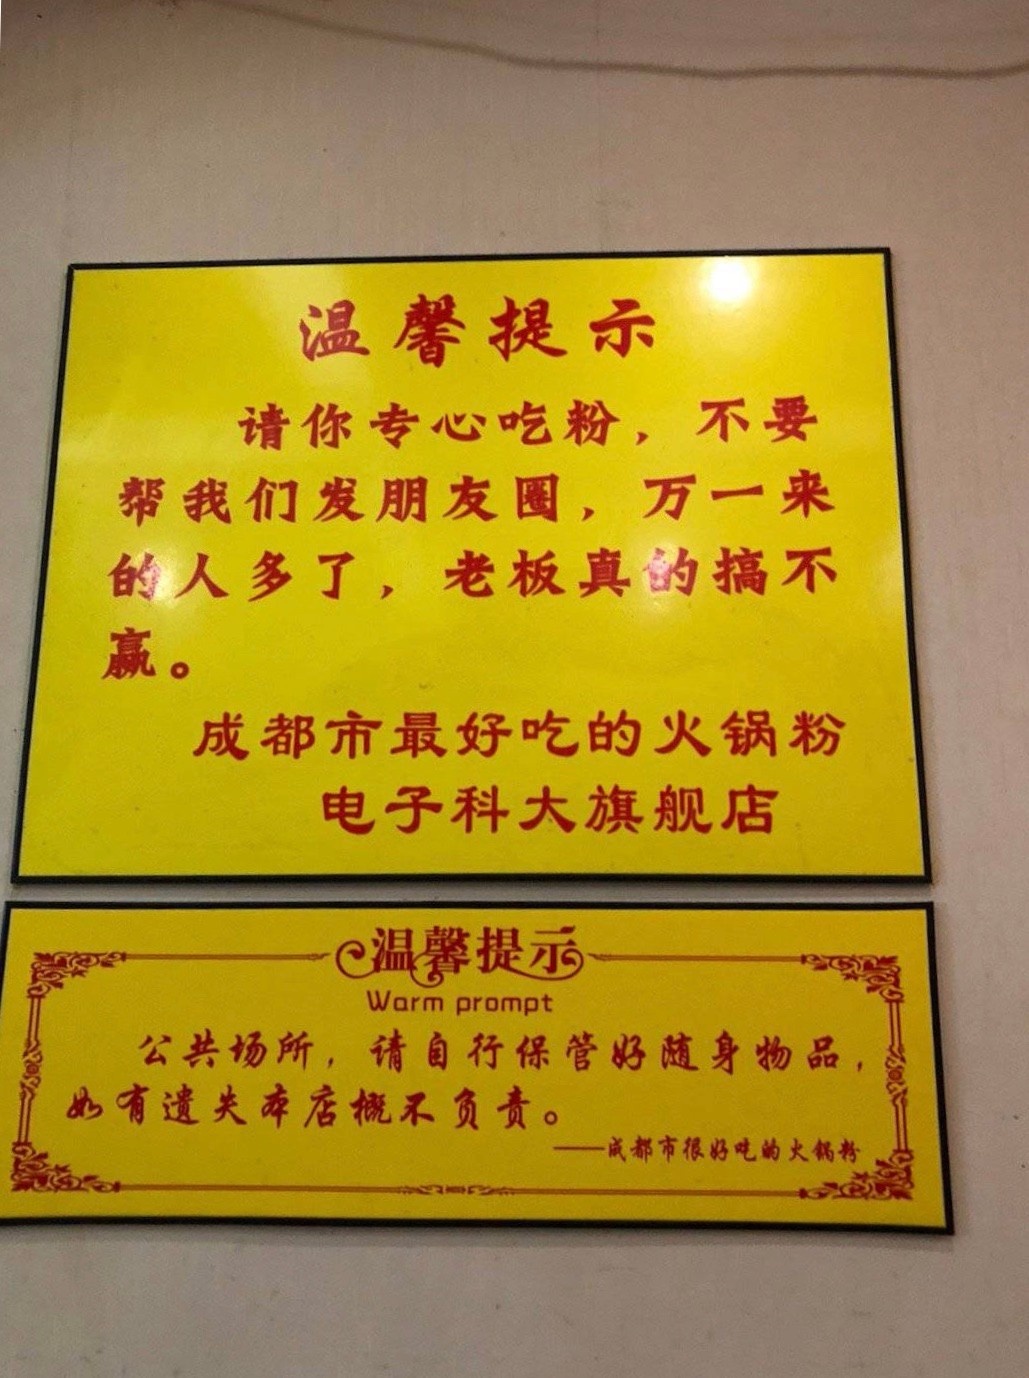 温馨提示
请你专心吃粉，不要
帮我们发朋友圈，万一来
的人多了，老板真的搞不
赢。
成都市最好吃的火锅粉
电子科大旗舰店
温馨提示
Warm prompt
公共场所，请自行保管好随身物品，
如有遗失本店概不负责。
——成都市很好吃的火锅粉